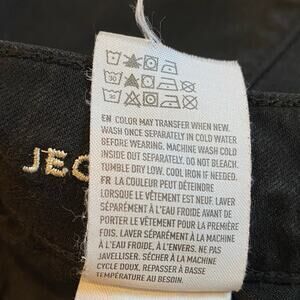 EN COLOR MAY TRANSFER WHEN NEW.
WASH ONCE SEPARATELY IN COLD WATER
BEFORE WEARING. MACHINE WASH COLD
INSIDE OUT SEPARATELY. DO NOT BLEACH.
TUMBLE DRY LOW. COOL IRON IF NEEDED.
FR LA COULEUR PEUT DÉTEINDRE
LORSQUE LE VÊTEMENT EST NEUF. LAVER
SÉPARÉMENT À L'EAU FROIDE AVANT DE
PORTER LE VÊTEMENT POUR LA PREMIÈRE
FOIS. LAVER SÉPARÉMENT À LA MACHINE
À L'EAU FROIDE, À L'ENVERS. NE PAS
JAVELLISER. SÉCHER À LA MACHINE
CYCLE DOUX. REPASSER À BASSE
TEMPÉRATURE AU BESOIN.
JEG